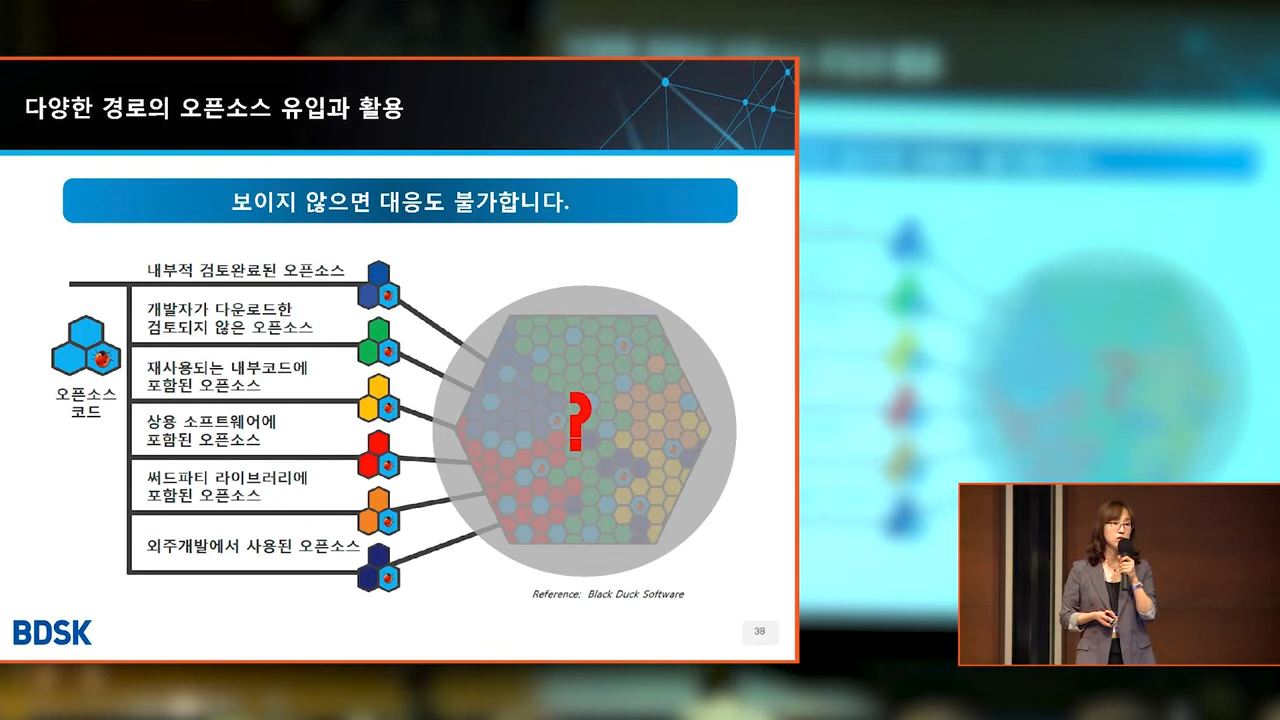 다양한 경로의 오픈소스 유입과 활용
보이지 않으면 대응도 불가합니다.
내부적 검토완료된 오픈소스
개발자가 다운로드한
검토되지 않은 오픈소스
재사용되는 내부코드에
포함된 오픈소스
상용 소프트웨어에
포함된 오픈소스
써드파티 라이브러리에
포함된 오픈소스
외주개발에서 사용된 오픈소스
오픈소스
코드
?
Reference: Black Duck Software
BDSK
38